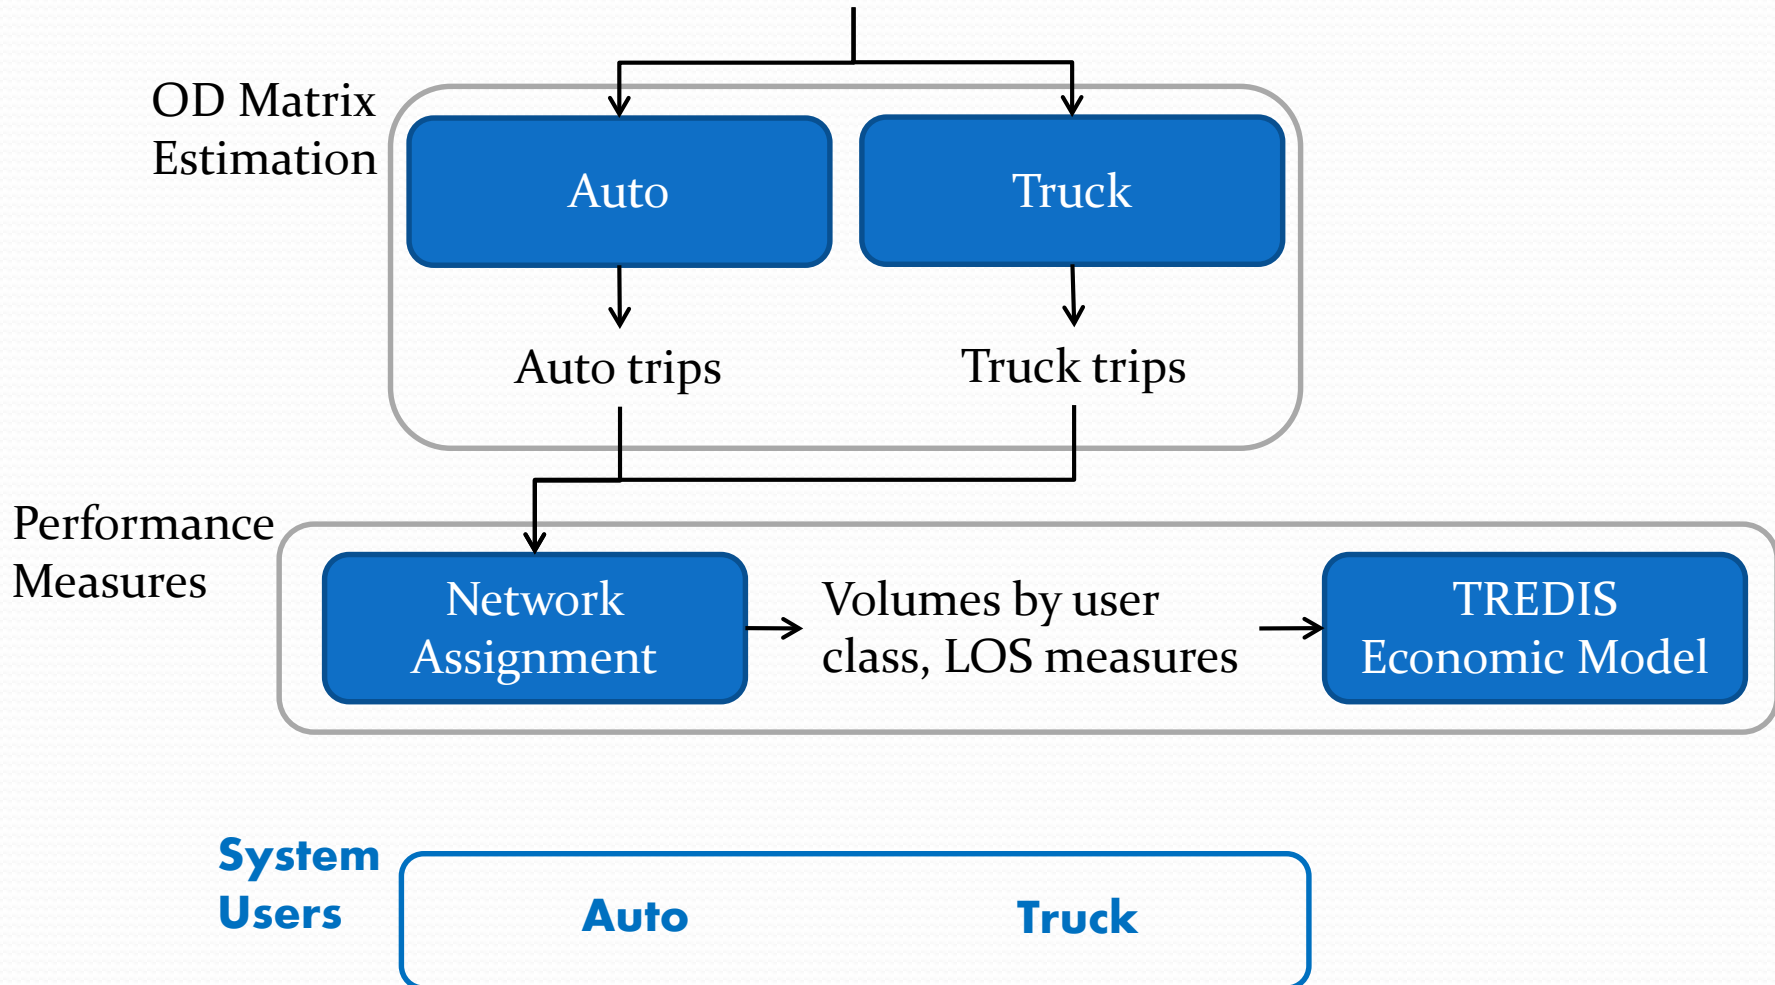 OD Matrix
Estimation
Auto
Truck
Auto trips
Truck trips
Performance
Measures
Network
Assignment
Volumes by user
class, LOS measures
TREDIS
Economic Model
System
Users
Auto
Truck